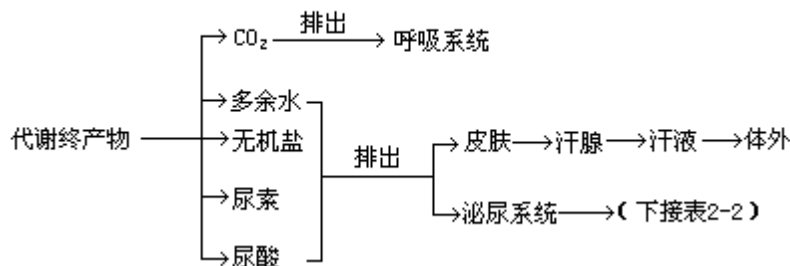 CO₂
排出
呼吸系统
多余水
代谢终产物
无机盐
排出
皮肤
汗腺
汗液
体外
尿素
泌尿系统
(下接表2-2)
尿酸